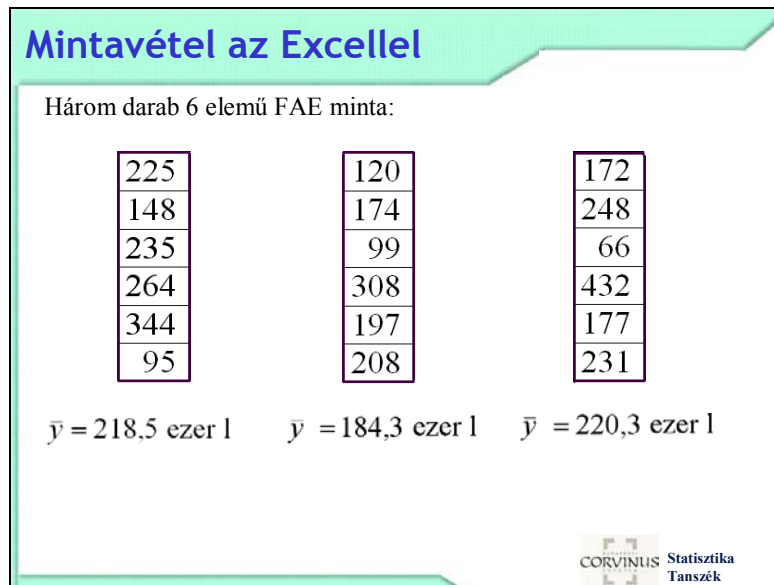 Mintavétel az Excellel
Három darab 6 elemű FAE minta:
225 120 172
148 174 248
235 99 66
264 308 432
344 197 177
95 208 231
ȳ = 218,5 ezer l ȳ = 184,3 ezer l ȳ = 220,3 ezer l
CORVINUS Statisztika
Tanszék